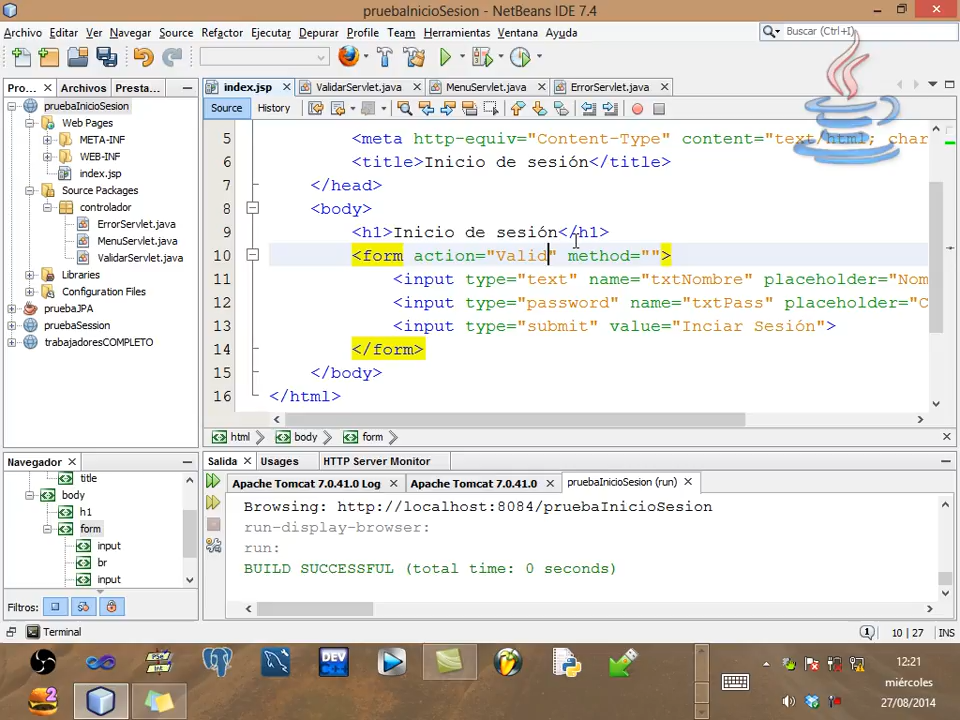 pruebaInicioSesion - NetBeans IDE 7.4
Archivo Editar Ver Navegar Source Refactor Ejecutar Depurar Profile Team Herramientas Ventana Ayuda
Buscar (Ctrl+I)
Pro... Archivos Presta...
index.jsp ValidarServlet.java MenuServlet.java ErrorServlet.java
Source History
pruebaInicioSesion
Web Pages
META-INF
WEB-INF
index.jsp
Source Packages
controlador
ErrorServlet.java
MenuServlet.java
ValidarServlet.java
Libraries
Configuration Files
pruebaJPA
pruebaSession
trabajadoresCOMPLETO
5 <meta http-equiv="Content-Type" content="text/html; char
6 <title>Inicio de sesión</title>
7 </head>
8 <body>
9 <h1>Inicio de sesión</h1>
10 <form action="Valid" method="">
11 <input type="text" name="txtNombre" placeholder="Nom
12 <input type="password" name="txtPass" placeholder="C
13 <input type="submit" value="Inciar Sesión">
14 </form>
15 </body>
16 </html>
html body form
Navegador
title
body
h1
form
input
br
input
Filtros:
Salida Usages HTTP Server Monitor
Apache Tomcat 7.0.41.0 Log Apache Tomcat 7.0.41.0 pruebaInicioSesion (run)
Browsing: http://localhost:8084/pruebaInicioSesion
run-display-browser:
run:
BUILD SUCCESSFUL (total time: 0 seconds)
Terminal
1 10 | 27 INS
DEV
12:21
miércoles
27/08/2014